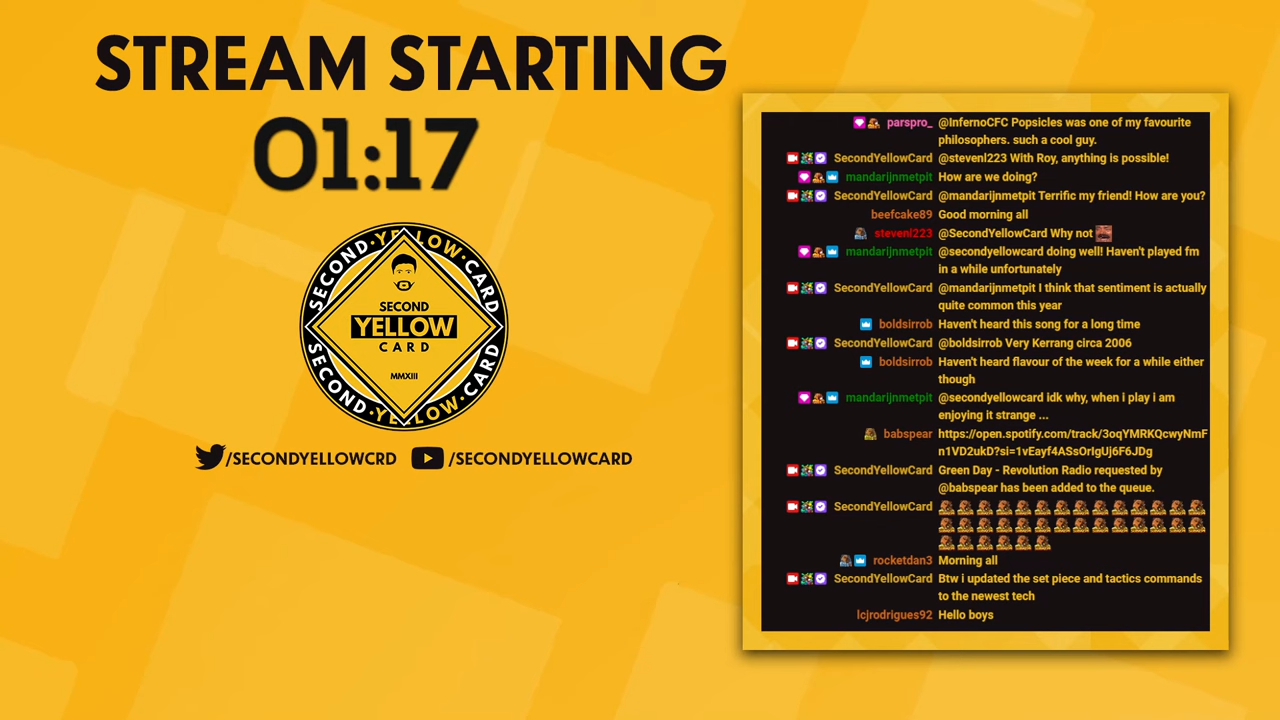 STREAM STARTING
01:17
SECOND·YELLOW·CARD
SECOND
YELLOW
CARD
MMXIII
SECOND·YELLOW·CARD
/SECONDYELLOWCRD /SECONDYELLOWCARD
parspro_ @InfernoCFC Popsicles was one of my favourite
philosophers. such a cool guy.
SecondYellowCard @stevenl223 With Roy, anything is possible!
mandarijnmetpit How are we doing?
SecondYellowCard @mandarijnmetpit Terrific my friend! How are you?
beefcake89 Good morning all
stevenl223 @SecondYellowCard Why not
mandarijnmetpit @secondyellowcard doing well! Haven't played fm
in a while unfortunately
SecondYellowCard @mandarijnmetpit I think that sentiment is actually
quite common this year
boldsirrob Haven't heard this song for a long time
SecondYellowCard @boldsirrob Very Kerrang circa 2006
boldsirrob Haven't heard flavour of the week for a while either
though
mandarijnmetpit @secondyellowcard idk why, when i play i am
enjoying it strange ...
babspear https://open.spotify.com/track/3oqYMRKQcwyNmF
n1VD2ukD?si=1vEayf4ASsOrIgUj6F6JDg
SecondYellowCard Green Day - Revolution Radio requested by
@babspear has been added to the queue.
SecondYellowCard
rocketdan3 Morning all
SecondYellowCard Btw i updated the set piece and tactics commands
to the newest tech
lcjrodrigues92 Hello boys